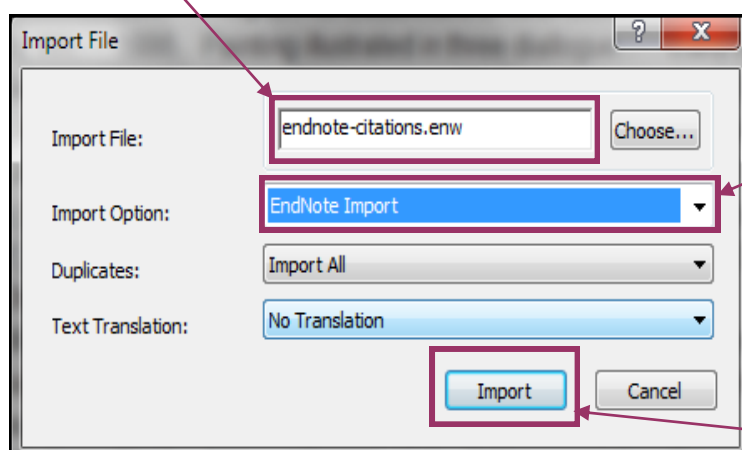 Import File
?
X
Import File:
endnote-citations.enw
Choose...
Import Option:
EndNote Import
Duplicates:
Import All
Text Translation:
No Translation
Import
Cancel